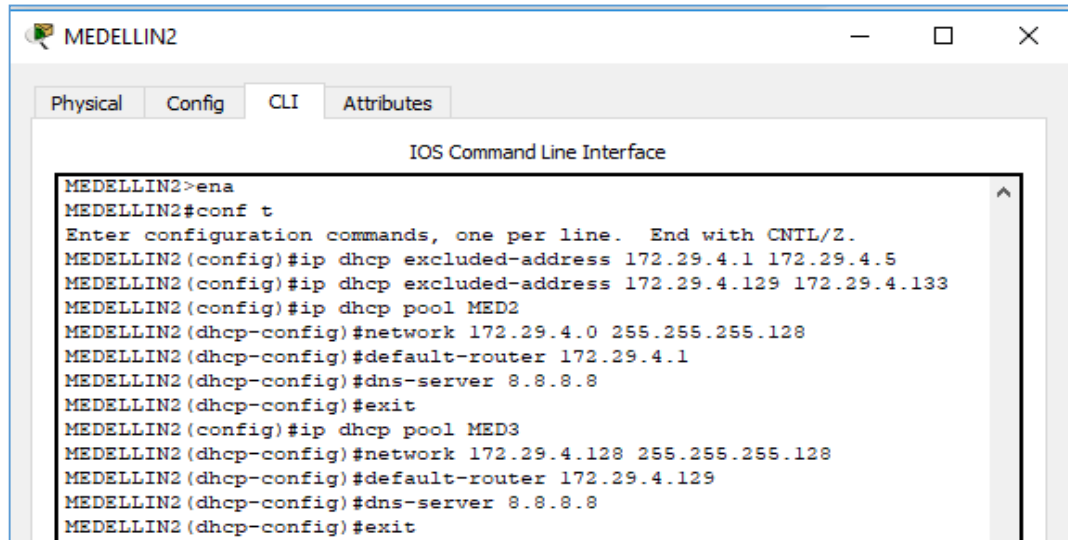 MEDELLIN2
Physical Config CLI Attributes
IOS Command Line Interface
MEDELLIN2>ena
MEDELLIN2#conf t
Enter configuration commands, one per line.  End with CNTL/Z.
MEDELLIN2(config)#ip dhcp excluded-address 172.29.4.1 172.29.4.5
MEDELLIN2(config)#ip dhcp excluded-address 172.29.4.129 172.29.4.133
MEDELLIN2(config)#ip dhcp pool MED2
MEDELLIN2(dhcp-config)#network 172.29.4.0 255.255.255.128
MEDELLIN2(dhcp-config)#default-router 172.29.4.1
MEDELLIN2(dhcp-config)#dns-server 8.8.8.8
MEDELLIN2(dhcp-config)#exit
MEDELLIN2(config)#ip dhcp pool MED3
MEDELLIN2(dhcp-config)#network 172.29.4.128 255.255.255.128
MEDELLIN2(dhcp-config)#default-router 172.29.4.129
MEDELLIN2(dhcp-config)#dns-server 8.8.8.8
MEDELLIN2(dhcp-config)#exit